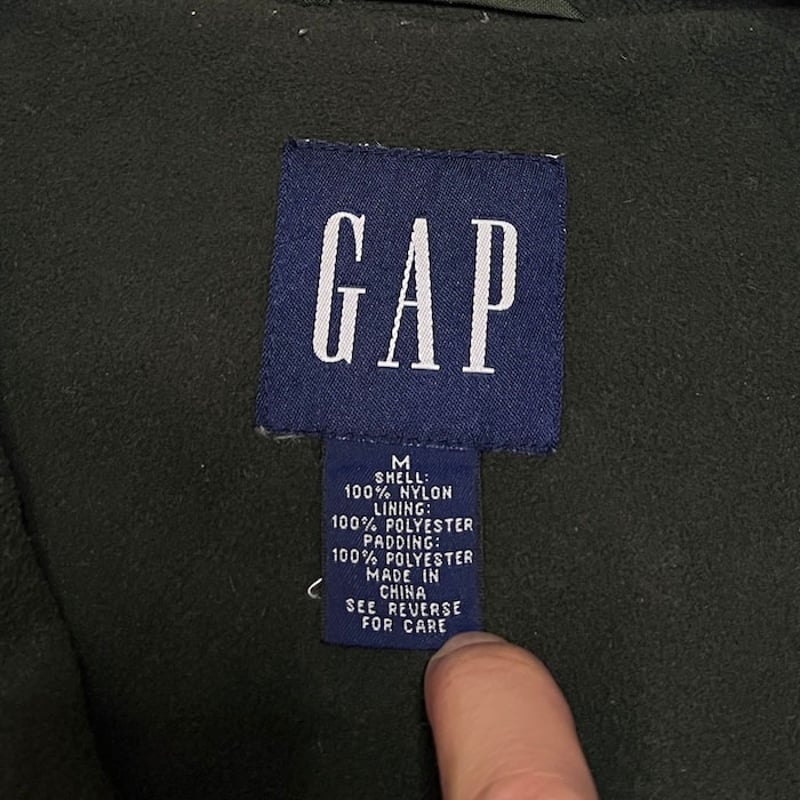 GAP
M
SHELL:
100% NYLON
LINING:
100% POLYESTER
PADDING:
100% POLYESTER
MADE IN
CHINA
SEE REVERSE
FOR CARE